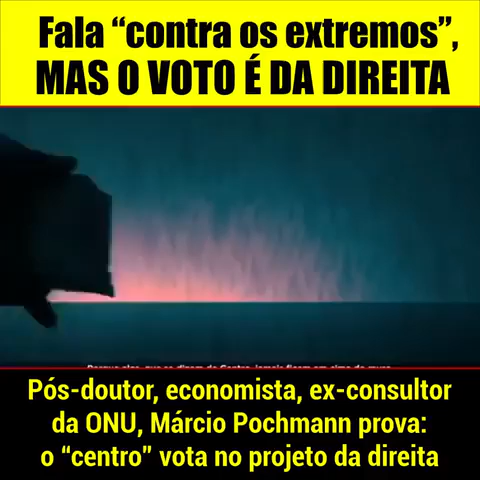 Fala “contra os extremos”,
MAS O VOTO É DA DIREITA
Pós-doutor, economista, ex-consultor
da ONU, Márcio Pochmann prova:
o “centro” vota no projeto da direita